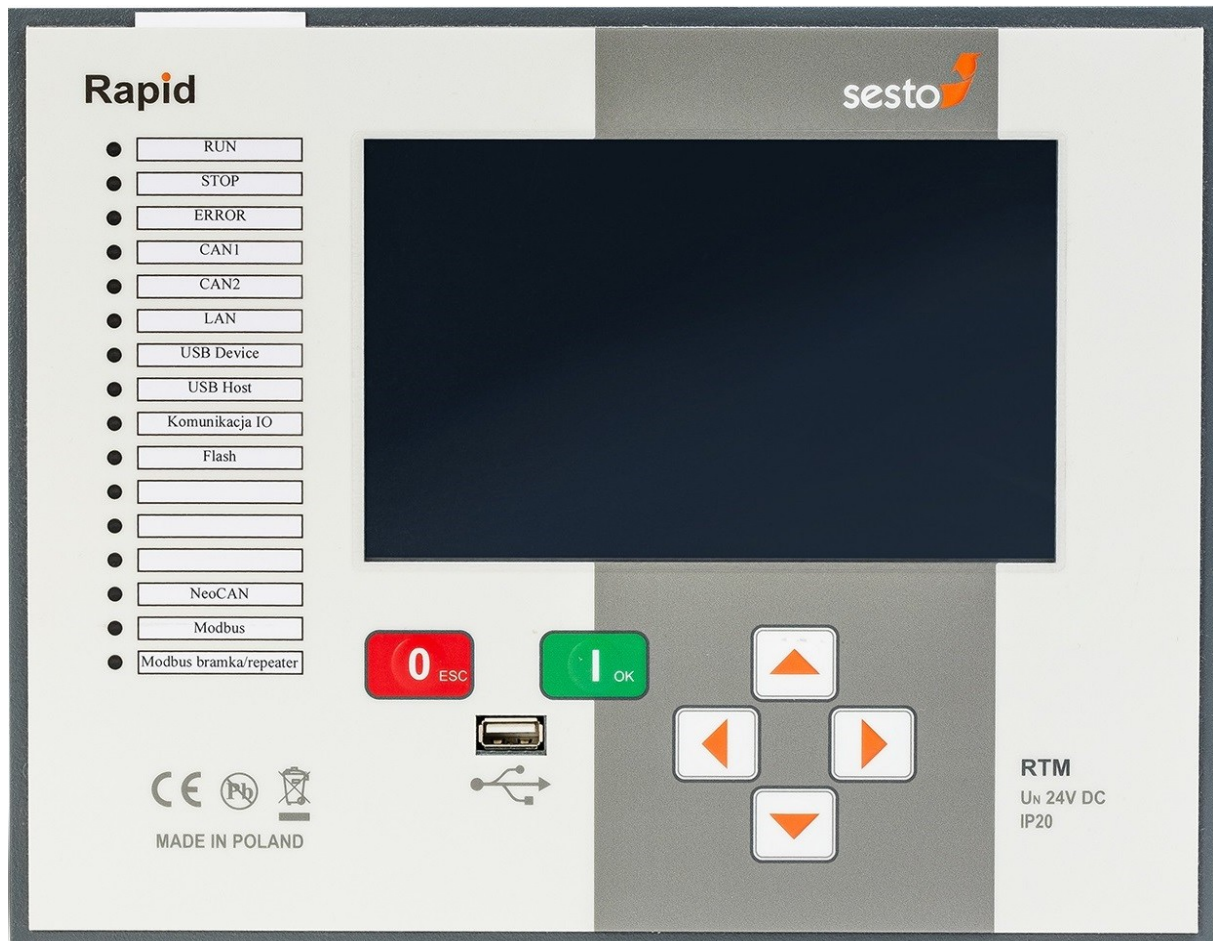 Rapid
sesto
RUN
STOP
ERROR
CAN1
CAN2
LAN
USB Device
USB Host
Komunikacja IO
Flash
NeoCAN
Modbus
Modbus bramka/repeater
0 ESC
I OK
CE Pb
MADE IN POLAND
RTM
UN 24V DC
IP20